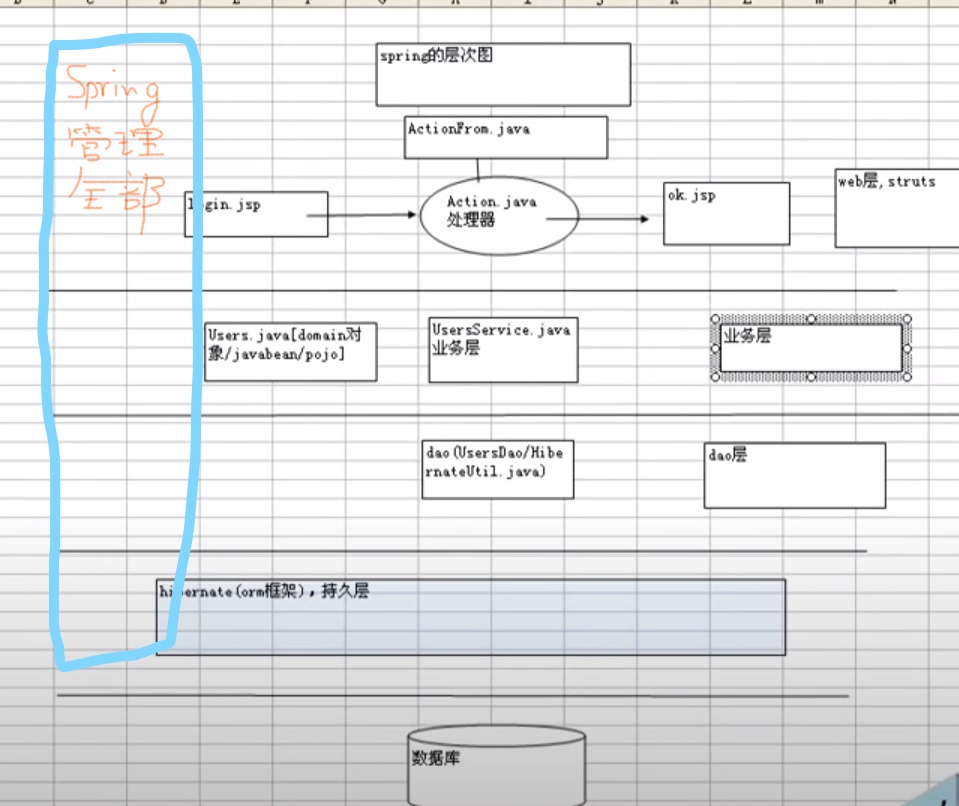 spring的层次图
ActionFrom.java
Spring
管理
全部
login.jsp
Action.java
处理器
ok.jsp
web层,struts
Users.java[domain对
象/javabean/pojo]
UsersService.java
业务层
业务层
dao(UsersDao/Hibe
rnateUtil.java)
dao层
hibernate(orm框架),持久层
数据库